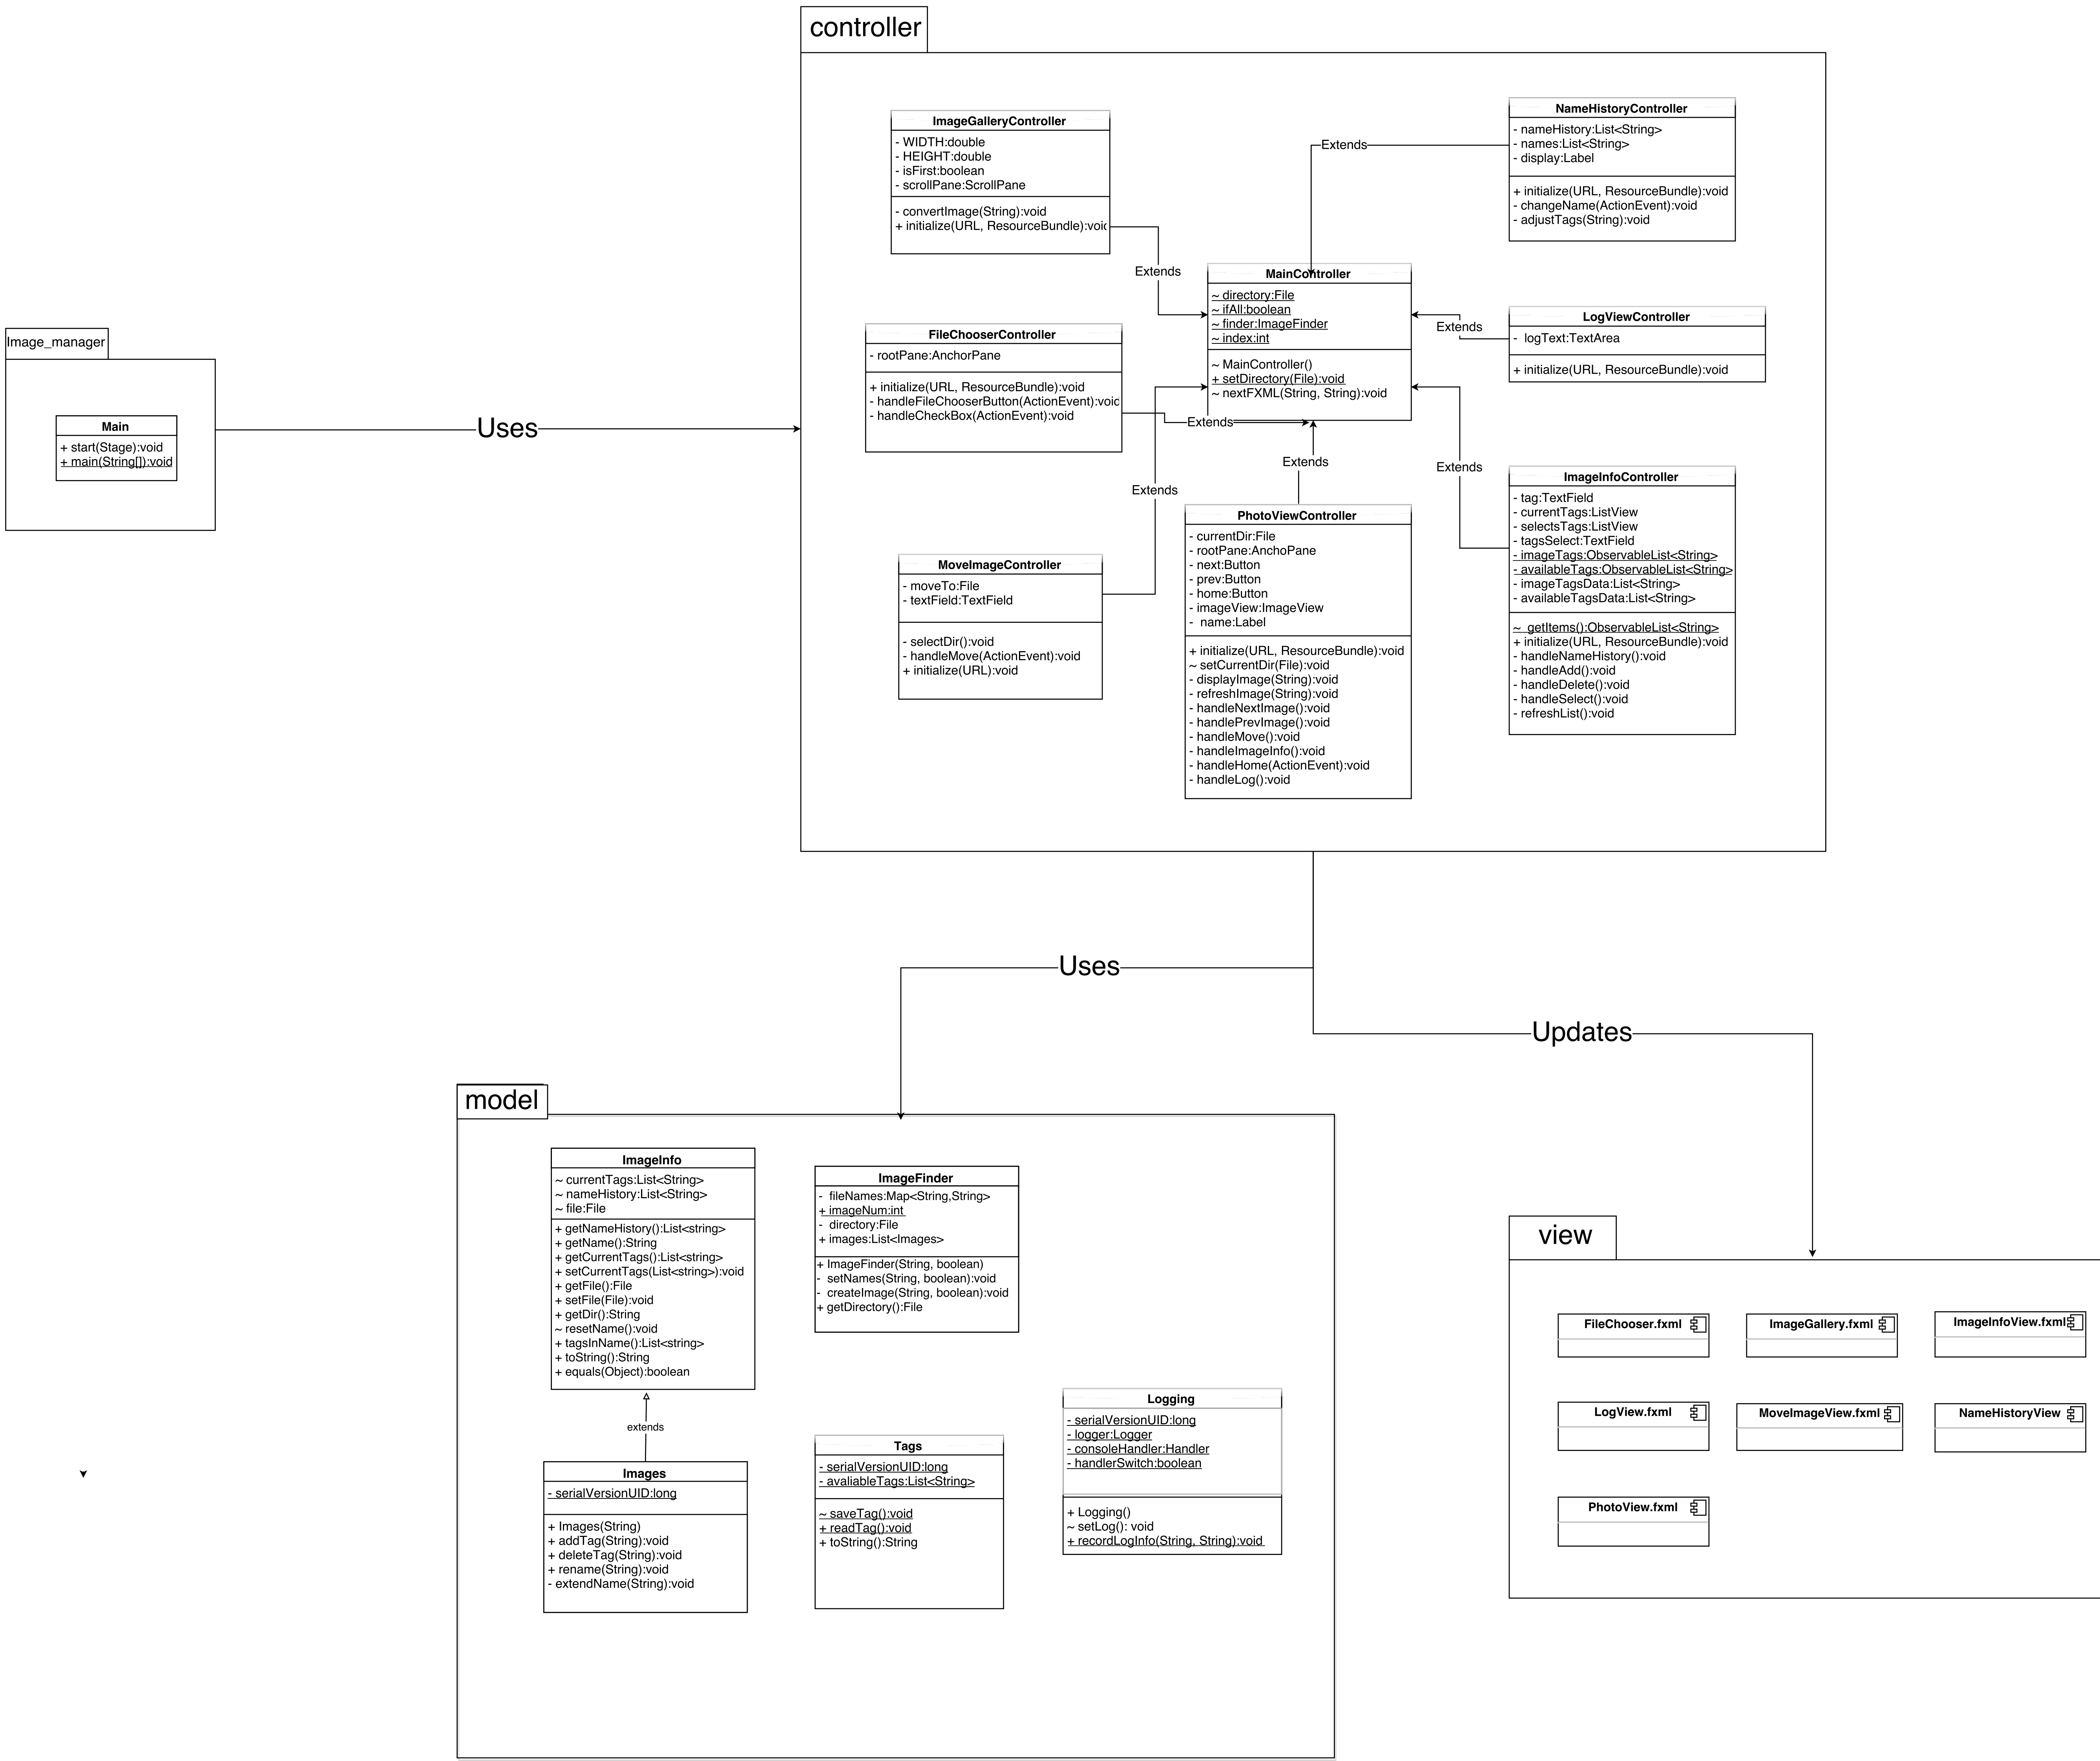 controller
ImageGalleryController
- WIDTH:double
- HEIGHT:double
- isFirst:boolean
- scrollPane:ScrollPane
- convertImage(String):void
+ initialize(URL, ResourceBundle):void
Extends
NameHistoryController
- nameHistory:List<String>
- names:List<String>
- display:Label
+ initialize(URL, ResourceBundle):void
- changeName(ActionEvent):void
- adjustTags(String):void
Extends
MainController
~ directory:File
~ ifAll:boolean
~ finder:ImageFinder
~ index:int
~ MainController()
+ setDirectory(File):void
~ nextFXML(String, String):void
LogViewController
- logText:TextArea
+ initialize(URL, ResourceBundle):void
Extends
FileChooserController
- rootPane:AnchorPane
+ initialize(URL, ResourceBundle):void
- handleFileChooserButton(ActionEvent):void
- handleCheckBox(ActionEvent):void
Extends
Image_manager
Main
+ start(Stage):void
+ main(String[]):void
Uses
Extends
Extends
Extends
MoveImageController
- moveTo:File
- textField:TextField
- selectDir():void
- handleMove(ActionEvent):void
+ initialize(URL):void
PhotoViewController
- currentDir:File
- rootPane:AnchoPane
- next:Button
- prev:Button
- home:Button
- imageView:ImageView
- name:Label
+ initialize(URL, ResourceBundle):void
~ setCurrentDir(File):void
- displayImage(String):void
- refreshImage(String):void
- handleNextImage():void
- handlePrevImage():void
- handleMove():void
- handleImageInfo():void
- handleHome(ActionEvent):void
- handleLog():void
ImageInfoController
- tag:TextField
- currentTags:ListView
- selectsTags:ListView
- tagsSelect:TextField
- imageTags:ObservableList<String>
- availableTags:ObservableList<String>
- imageTagsData:List<String>
- availableTagsData:List<String>
~ getItems():ObservableList<String>
+ initialize(URL, ResourceBundle):void
- handleNameHistory():void
- handleAdd():void
- handleDelete():void
- handleSelect():void
- refreshList():void
Uses
Updates
model
ImageInfo
~ currentTags:List<String>
~ nameHistory:List<String>
~ file:File
+ getNameHistory():List<string>
+ getName():String
+ getCurrentTags():List<string>
+ setCurrentTags(List<string>):void
+ getFile():File
+ setFile(File):void
+ getDir():String
~ resetName():void
+ tagsInName():List<string>
+ toString():String
+ equals(Object):boolean
extends
Images
- serialVersionUID:long
+ Images(String)
+ addTag(String):void
+ deleteTag(String):void
+ rename(String):void
- extendName(String):void
ImageFinder
- fileNames:Map<String,String>
+ imageNum:int
- directory:File
+ images:List<Images>
+ ImageFinder(String, boolean)
- setNames(String, boolean):void
- createImage(String, boolean):void
+ getDirectory():File
Tags
- serialVersionUID:long
- avaliableTags:List<String>
~ saveTag():void
+ readTag():void
+ toString():String
Logging
- serialVersionUID:long
- logger:Logger
- consoleHandler:Handler
- handlerSwitch:boolean
+ Logging()
~ setLog(): void
+ recordLogInfo(String, String):void
view
FileChooser.fxml
ImageGallery.fxml
ImageInfoView.fxml
LogView.fxml
MoveImageView.fxml
NameHistoryView
PhotoView.fxml